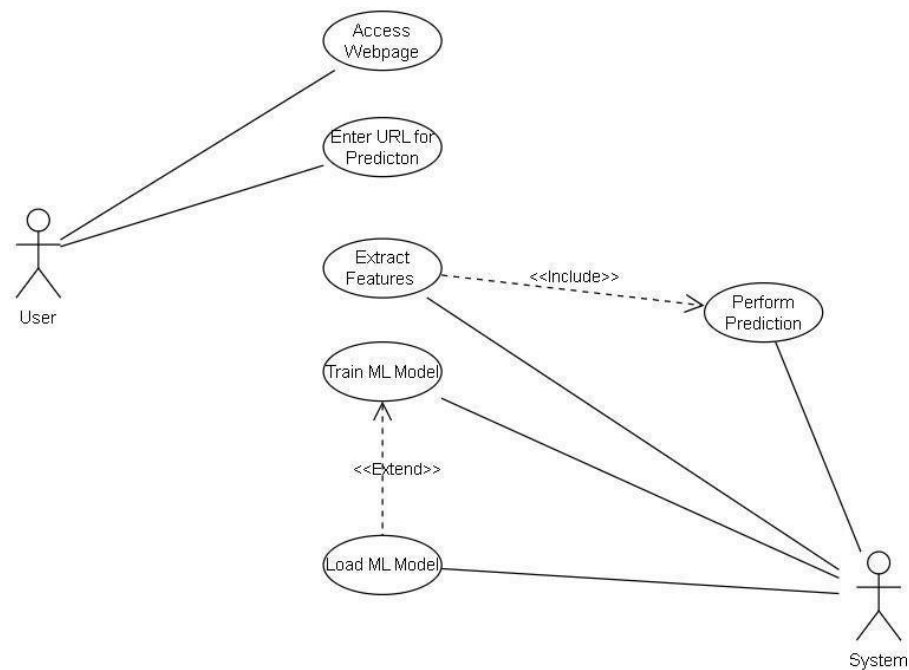 Access
Webpage
Enter URL for
Predicton
User
Extract
Features
<<Include>>
Perform
Prediction
Train ML Model
<<Extend>>
Load ML Model
System